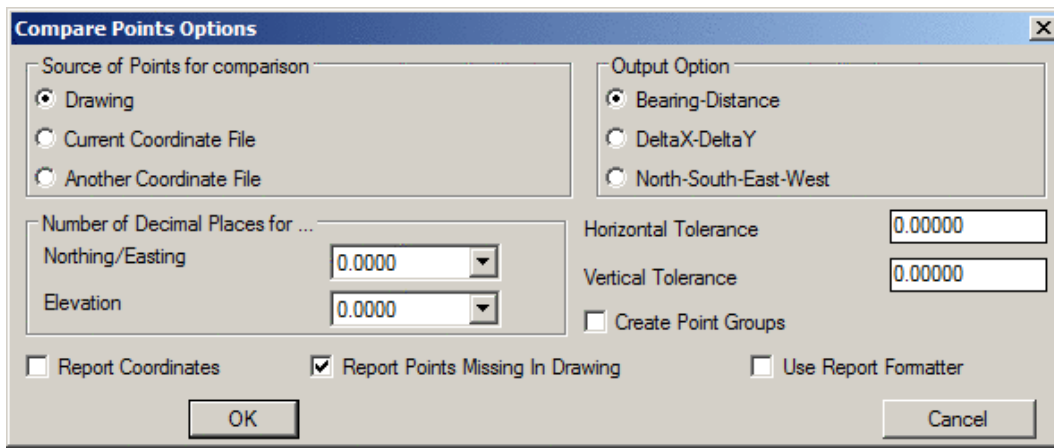 Compare Points Options
Source of Points for comparison
Drawing
Current Coordinate File
Another Coordinate File
Output Option
Bearing-Distance
DeltaX-DeltaY
North-South-East-West
Number of Decimal Places for ...
Northing/Easting 0.0000
Elevation 0.0000
Horizontal Tolerance 0.00000
Vertical Tolerance 0.00000
Create Point Groups
Report Coordinates Report Points Missing In Drawing Use Report Formatter
OK Cancel